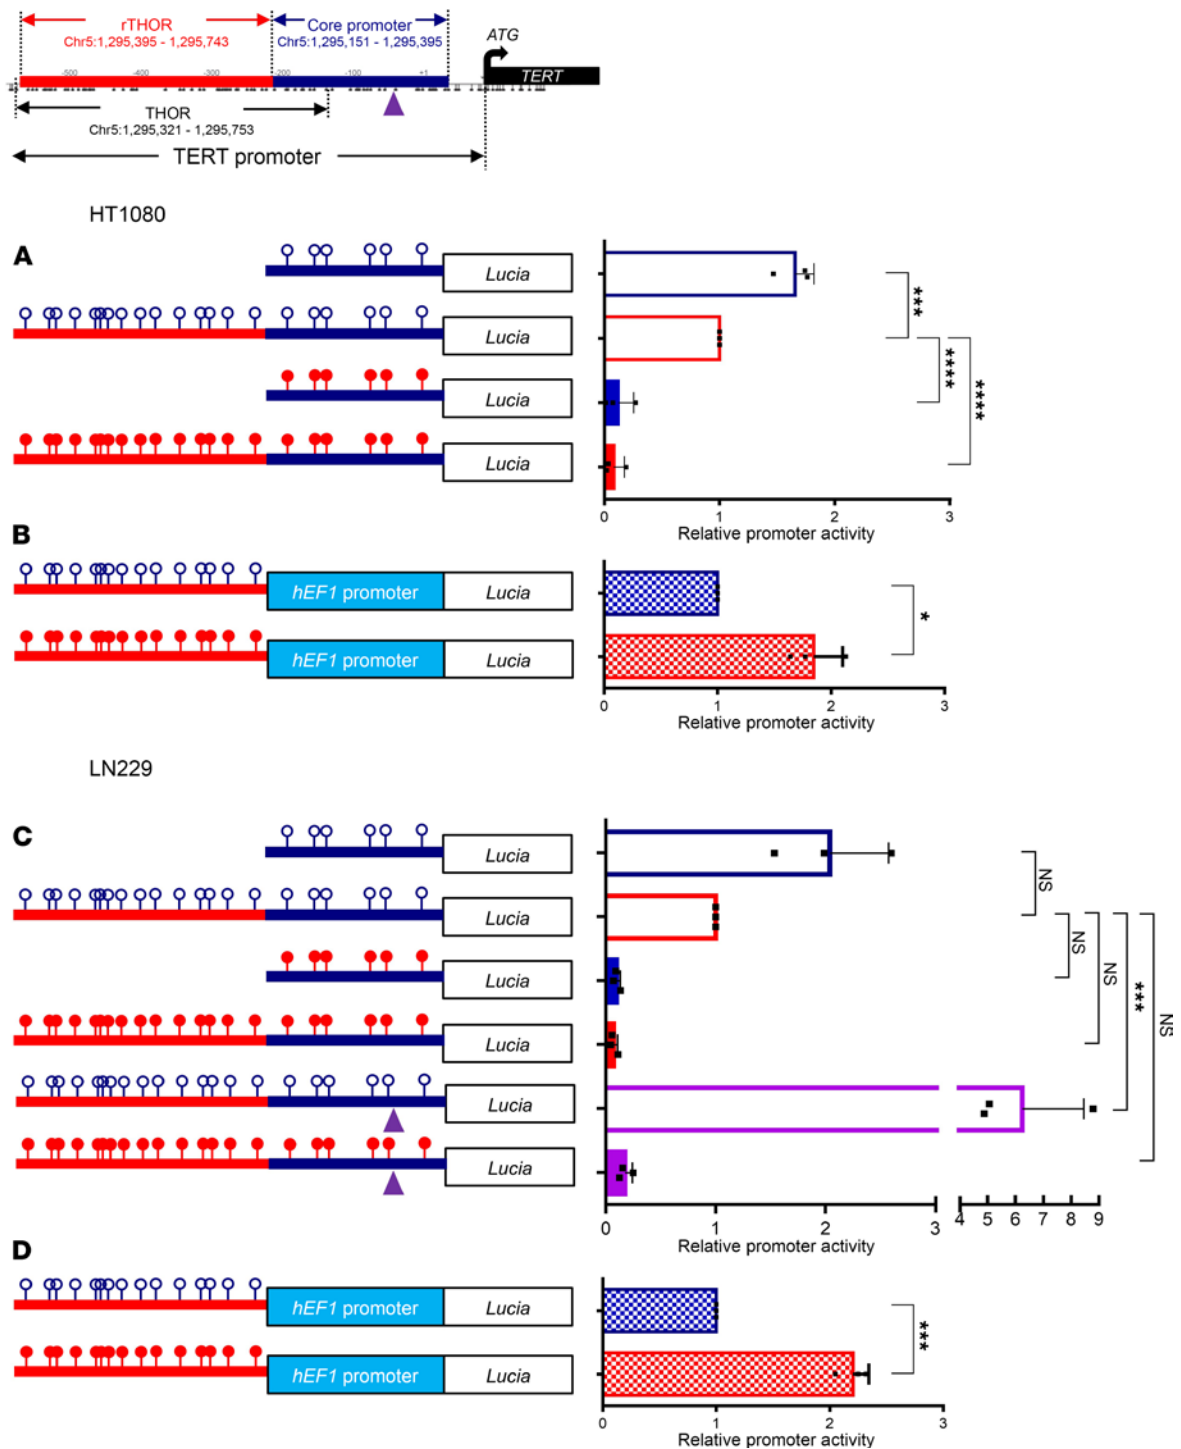 rTHOR
Core promoter
Chr5:1,295,395 - 1,295,743
Chr5:1,295,151 - 1,295,395
ATG
-500 -400 -300 -200 -100 +1
TERT
THOR
Chr5:1,295,321 - 1,295,753
TERT promoter
HT1080
A
Lucia
Lucia
Lucia
Lucia
***
****
****
0 1 2 3
Relative promoter activity
B
hEF1 promoter Lucia
hEF1 promoter Lucia
*
0 1 2 3
Relative promoter activity
LN229
C
Lucia
Lucia
Lucia
Lucia
Lucia
Lucia
NS
NS
NS
***
NS
0 1 2 3 4 5 6 7 8 9
Relative promoter activity
D
hEF1 promoter Lucia
hEF1 promoter Lucia
***
0 1 2 3
Relative promoter activity